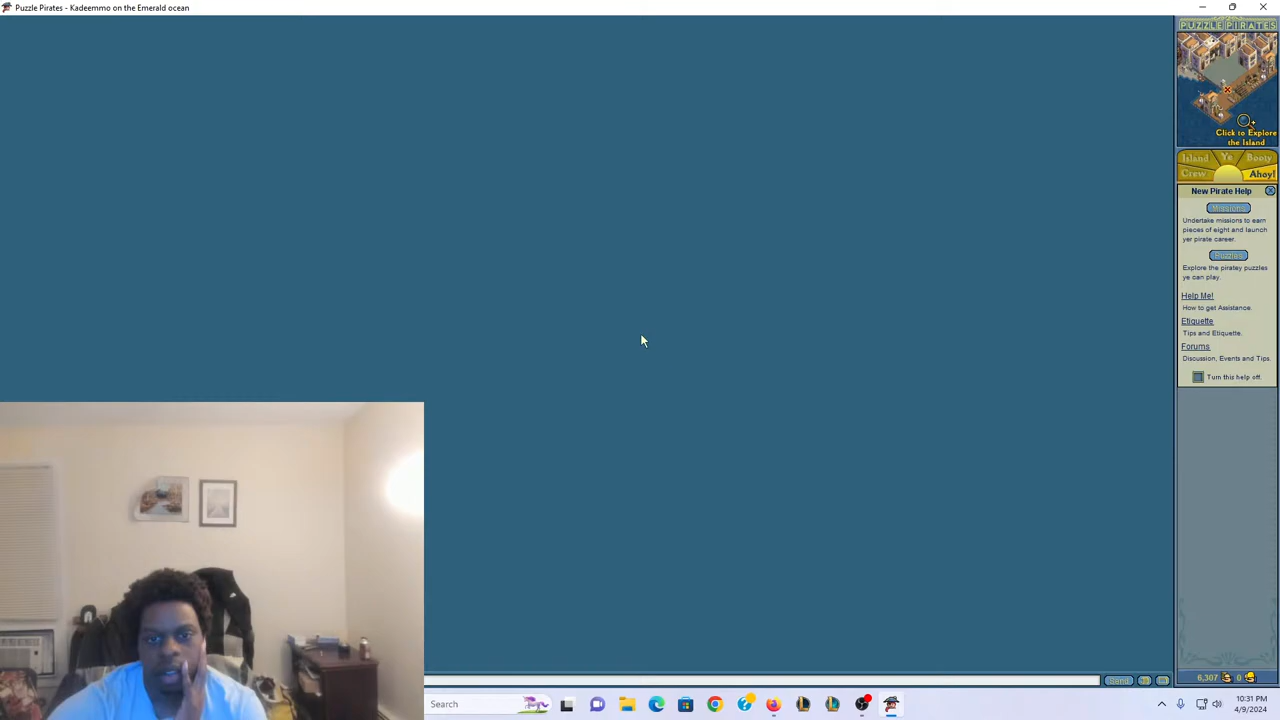 Puzzle Pirates - Kadeemmo on the Emerald ocean
PUZZLE PIRATES
Click to Explore
the Island
Island
Ye
Booty
Crew
Ahoy!
New Pirate Help
Missions
Undertake missions to earn
pieces of eight and launch
yer pirate career.
Puzzles
Explore the piratey puzzles
ye can play.
Help Me!
How to get Assistance.
Etiquette
Tips and Etiquette.
Forums
Discussion, Events and Tips.
Turn this help off.
6,307
0
Send
Search
10:31 PM
4/9/2024